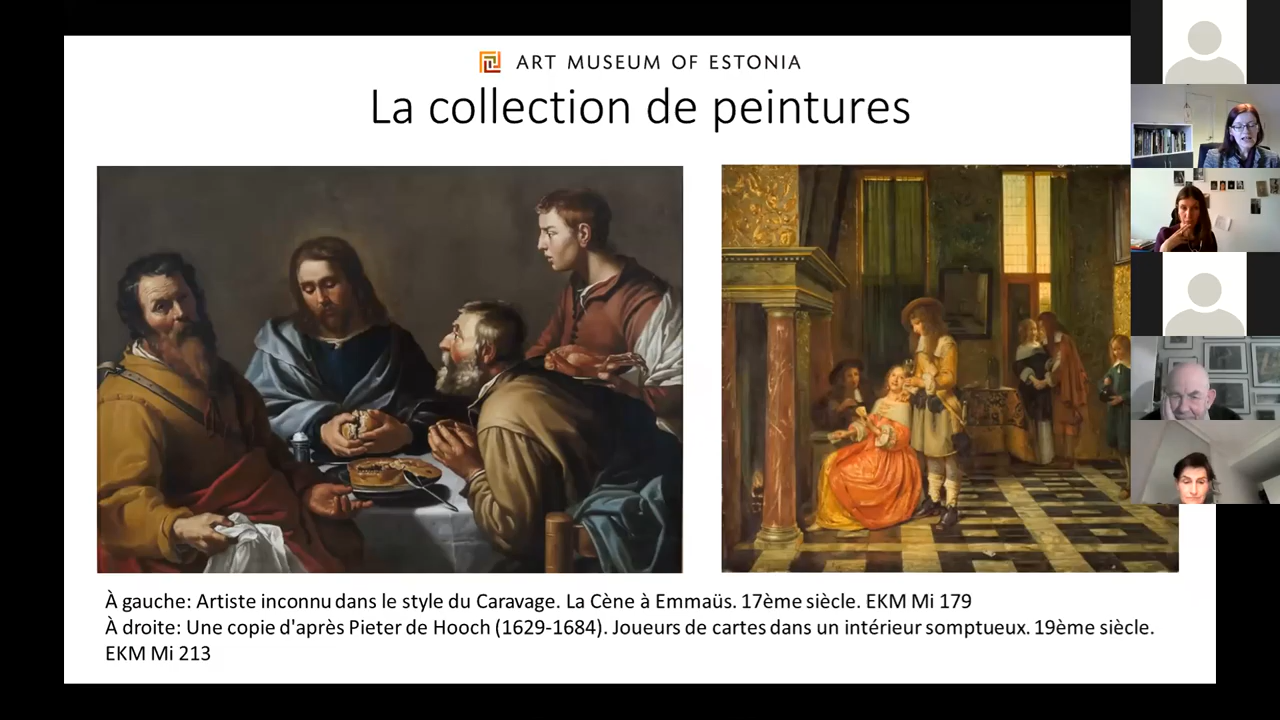 ART MUSEUM OF ESTONIA
La collection de peintures
À gauche: Artiste inconnu dans le style du Caravage. La Cène à Emmaüs. 17ème siècle. EKM Mi 179
À droite: Une copie d'après Pieter de Hooch (1629-1684). Joueurs de cartes dans un intérieur somptueux. 19ème siècle.
EKM Mi 213